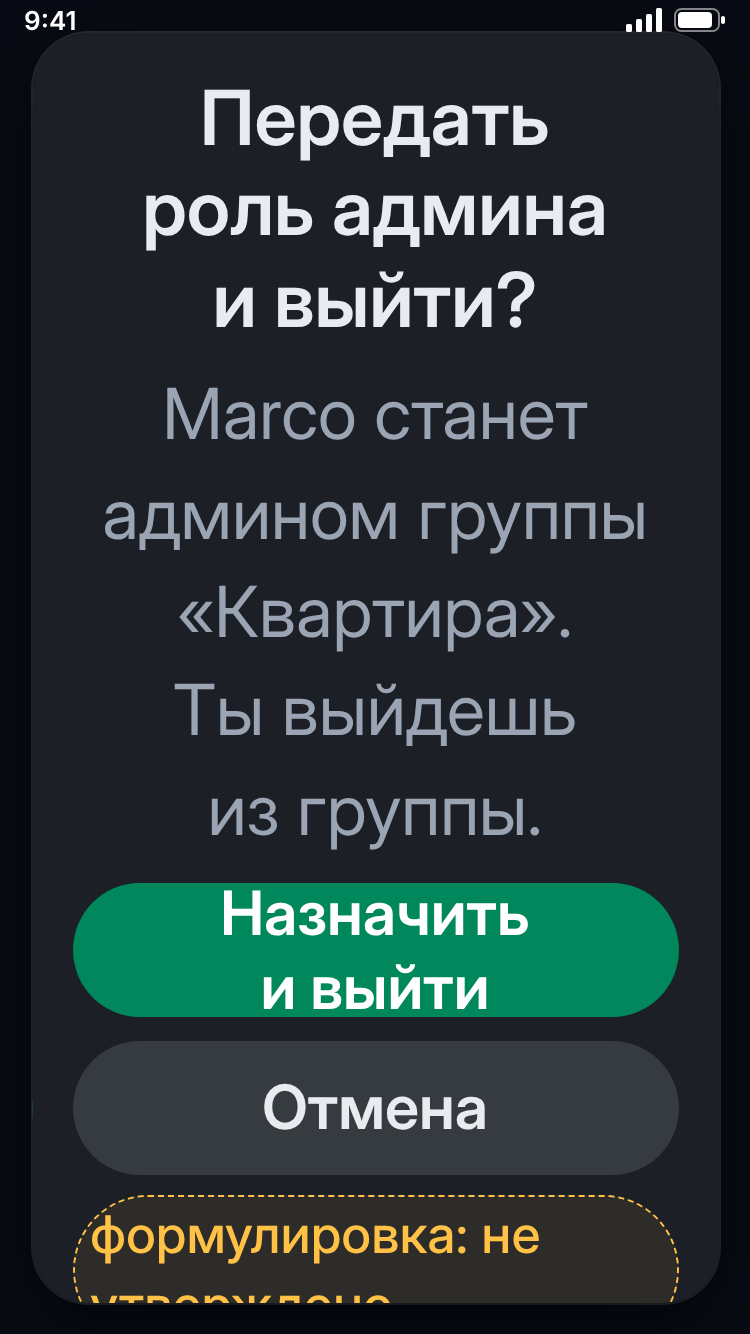 9:41
Передать
роль админа
и выйти?
Marco станет
админом группы
«Квартира».
Ты выйдешь
из группы.
Назначить
и выйти
Отмена
формулировка: не
утверждено